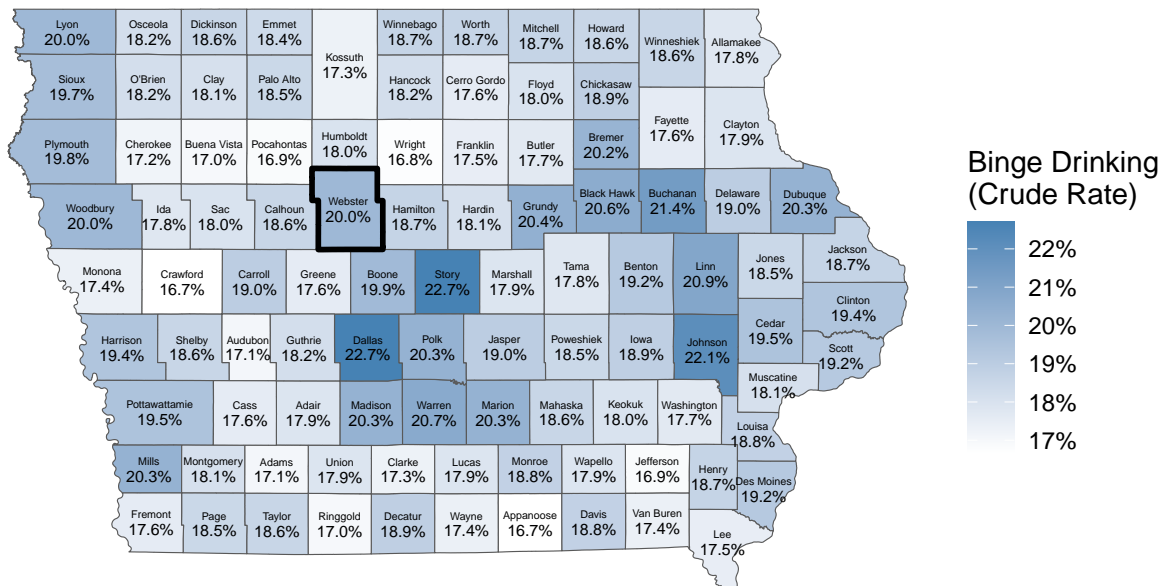 Lyon
20.0%
Osceola
18.2%
Dickinson
18.6%
Emmet
18.4%
Kossuth
17.3%
Winnebago
18.7%
Worth
18.7%
Mitchell
18.7%
Howard
18.6%
Winneshiek
18.6%
Allamakee
17.8%
Sioux
19.7%
O'Brien
18.2%
Clay
18.1%
Palo Alto
18.5%
Hancock
18.2%
Cerro Gordo
17.6%
Floyd
18.0%
Chickasaw
18.9%
Fayette
17.6%
Clayton
17.9%
Plymouth
19.8%
Cherokee
17.2%
Buena Vista
17.0%
Pocahontas
16.9%
Humboldt
18.0%
Wright
16.8%
Franklin
17.5%
Butler
17.7%
Bremer
20.2%
Woodbury
20.0%
Ida
17.8%
Sac
18.0%
Calhoun
18.6%
Webster
20.0%
Hamilton
18.7%
Hardin
18.1%
Grundy
20.4%
Black Hawk
20.6%
Buchanan
21.4%
Delaware
19.0%
Dubuque
20.3%
Monona
17.4%
Crawford
16.7%
Carroll
19.0%
Greene
17.6%
Boone
19.9%
Story
22.7%
Marshall
17.9%
Tama
17.8%
Benton
19.2%
Linn
20.9%
Jones
18.5%
Jackson
18.7%
Clinton
19.4%
Harrison
19.4%
Shelby
18.6%
Audubon
17.1%
Guthrie
18.2%
Dallas
22.7%
Polk
20.3%
Jasper
19.0%
Poweshiek
18.5%
Iowa
18.9%
Johnson
22.1%
Cedar
19.5%
Scott
19.2%
Muscatine
18.1%
Pottawattamie
19.5%
Cass
17.6%
Adair
17.9%
Madison
20.3%
Warren
20.7%
Marion
20.3%
Mahaska
18.6%
Keokuk
18.0%
Washington
17.7%
Louisa
18.8%
Mills
20.3%
Montgomery
18.1%
Adams
17.1%
Union
17.9%
Clarke
17.3%
Lucas
17.9%
Monroe
18.8%
Wapello
17.9%
Jefferson
16.9%
Henry
18.7%
Des Moines
19.2%
Fremont
17.6%
Page
18.5%
Taylor
18.6%
Ringgold
17.0%
Decatur
18.9%
Wayne
17.4%
Appanoose
16.7%
Davis
18.8%
Van Buren
17.4%
Lee
17.5%
Binge Drinking
(Crude Rate)
22%
21%
20%
19%
18%
17%